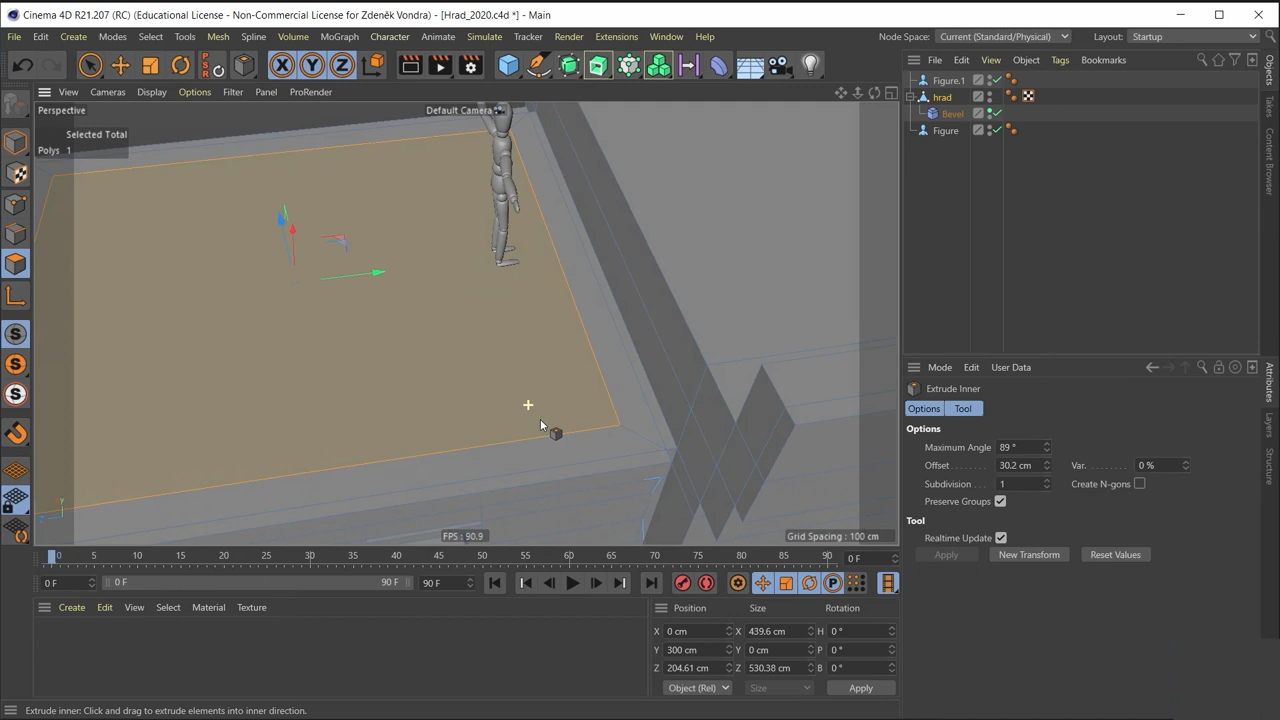 Cinema 4D R21.207 (RC) (Educational License - Non-Commercial License for Zdeněk Vondra) - [Hrad_2020.c4d *] - Main
File Edit Create Modes Select Tools Mesh Spline Volume MoGraph Character Animate Simulate Tracker Render Extensions Window Help Node Space: Current (Standard/Physical) Layout: Startup
X Y Z
PSR
View Cameras Display Options Filter Panel ProRender
File Edit View Object Tags Bookmarks
Perspective Default Camera
Selected Total
Polys 1
Figure.1
hrad
Bevel
Figure
Objects
Takes
Content Browser
Mode Edit User Data
Extrude Inner
Options Tool
Options
Maximum Angle 89 °
Offset 30.2 cm Var. 0 %
Subdivision 1 Create N-gons
Preserve Groups
Tool
Realtime Update
Apply New Transform Reset Values
Attributes
Layers
Structure
S
S
S
Y
Z
FPS : 90.9 Grid Spacing : 100 cm
0 5 10 15 20 25 30 35 40 45 50 55 60 65 70 75 80 85 90 0 F
0 F 0 F 90 F 90 F P
Create Edit View Select Material Texture
Position Size Rotation
X 0 cm X 439.6 cm H 0 °
Y 300 cm Y 0 cm P 0 °
Z 204.61 cm Z 530.38 cm B 0 °
Object (Rel) Size Apply
Extrude inner: Click and drag to extrude elements into inner direction.